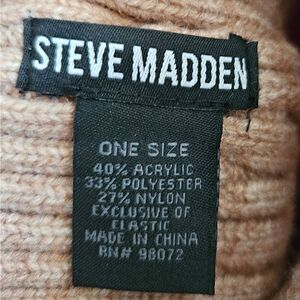 STEVE MADDEN
ONE SIZE
40% ACRYLIC
33% POLYESTER
27% NYLON
EXCLUSIVE OF
ELASTIC
MADE IN CHINA
RN# 98072